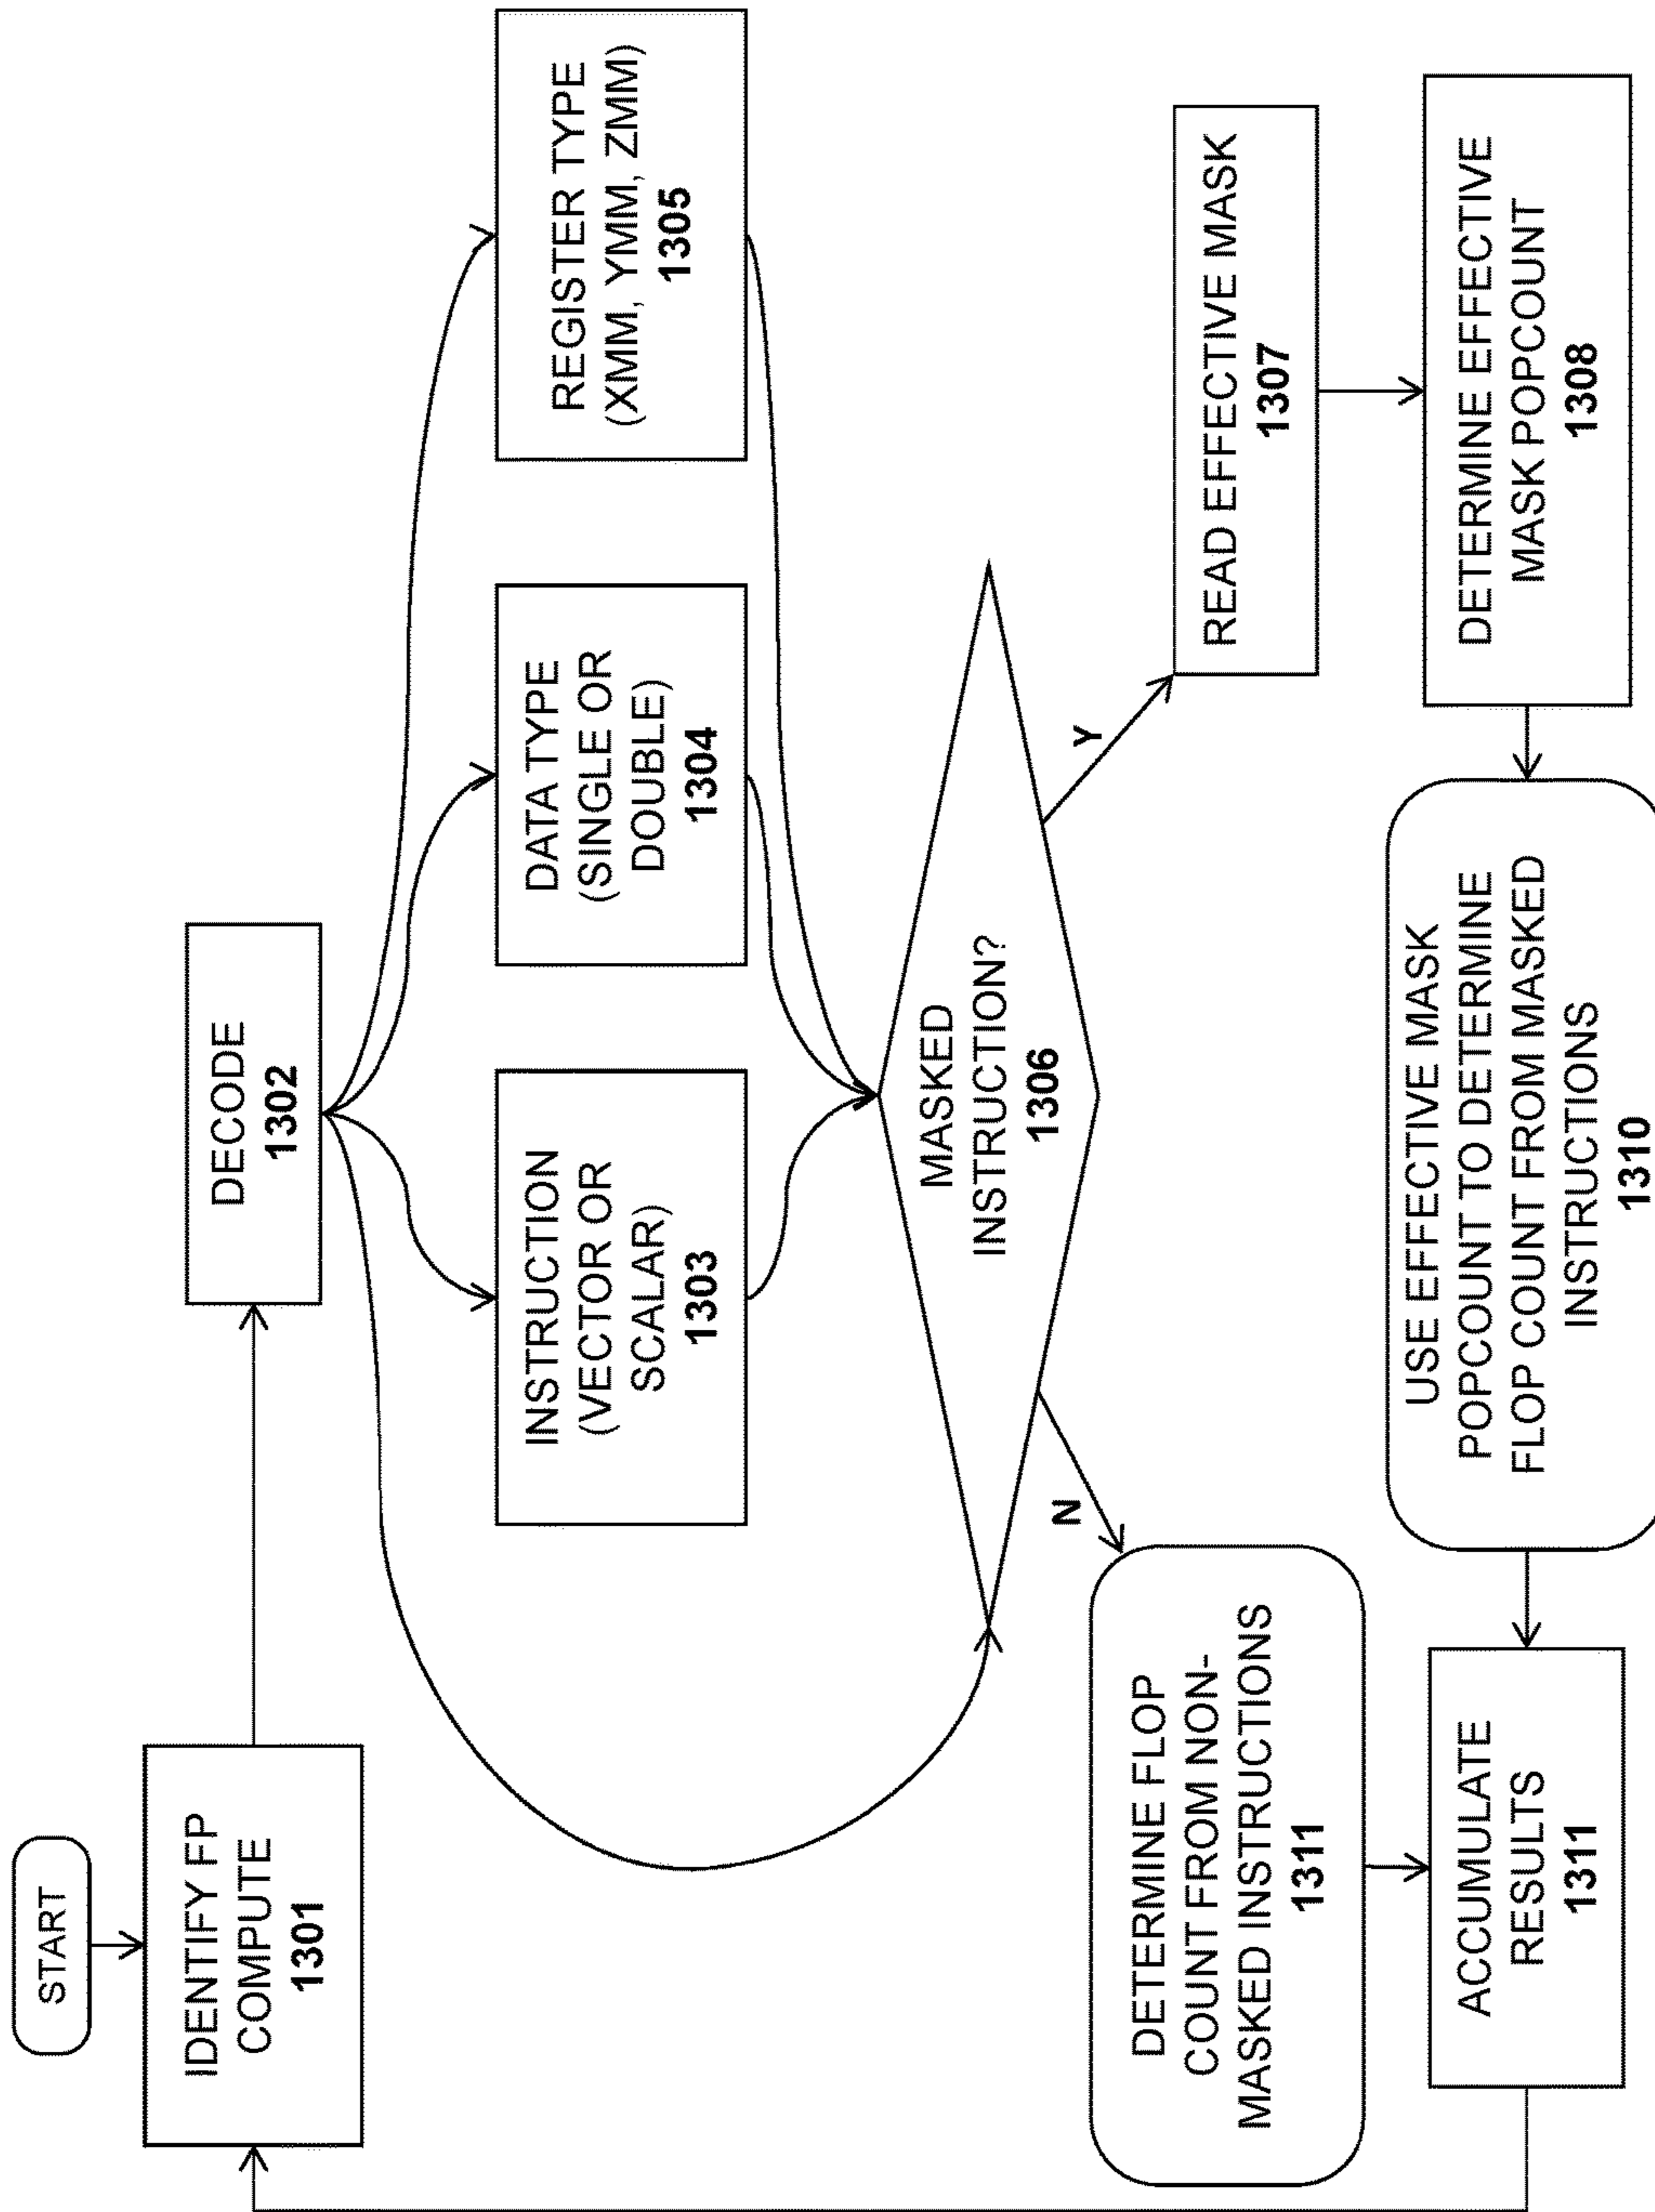 START
IDENTIFY FP
COMPUTE
1301
DECODE
1302
INSTRUCTION
(VECTOR OR
SCALAR)
1303
DATA TYPE
(SINGLE OR
DOUBLE)
1304
REGISTER TYPE
(XMM, YMM, ZMM)
1305
MASKED
INSTRUCTION?
1306
N
Y
DETERMINE FLOP
COUNT FROM NON-
MASKED INSTRUCTIONS
1311
READ EFFECTIVE MASK
1307
DETERMINE EFFECTIVE
MASK POPCOUNT
1308
USE EFFECTIVE MASK
POPCOUNT TO DETERMINE
FLOP COUNT FROM MASKED
INSTRUCTIONS
1310
ACCUMULATE
RESULTS
1311